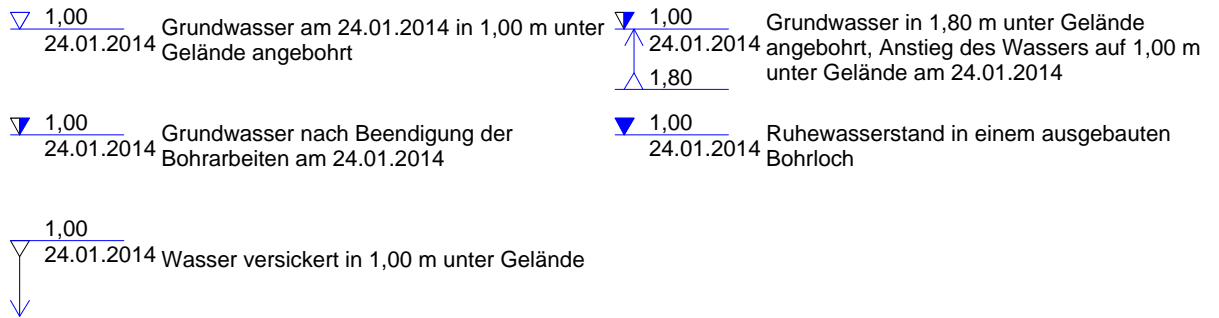 1,00
24.01.2014
Grundwasser am 24.01.2014 in 1,00 m unter
Gelände angebohrt
1,00
24.01.2014
1,80
Grundwasser in 1,80 m unter Gelände
angebohrt, Anstieg des Wassers auf 1,00 m
unter Gelände am 24.01.2014
1,00
24.01.2014
Grundwasser nach Beendigung der
Bohrarbeiten am 24.01.2014
1,00
24.01.2014
Ruhewasserstand in einem ausgebauten
Bohrloch
1,00
24.01.2014
Wasser versickert in 1,00 m unter Gelände